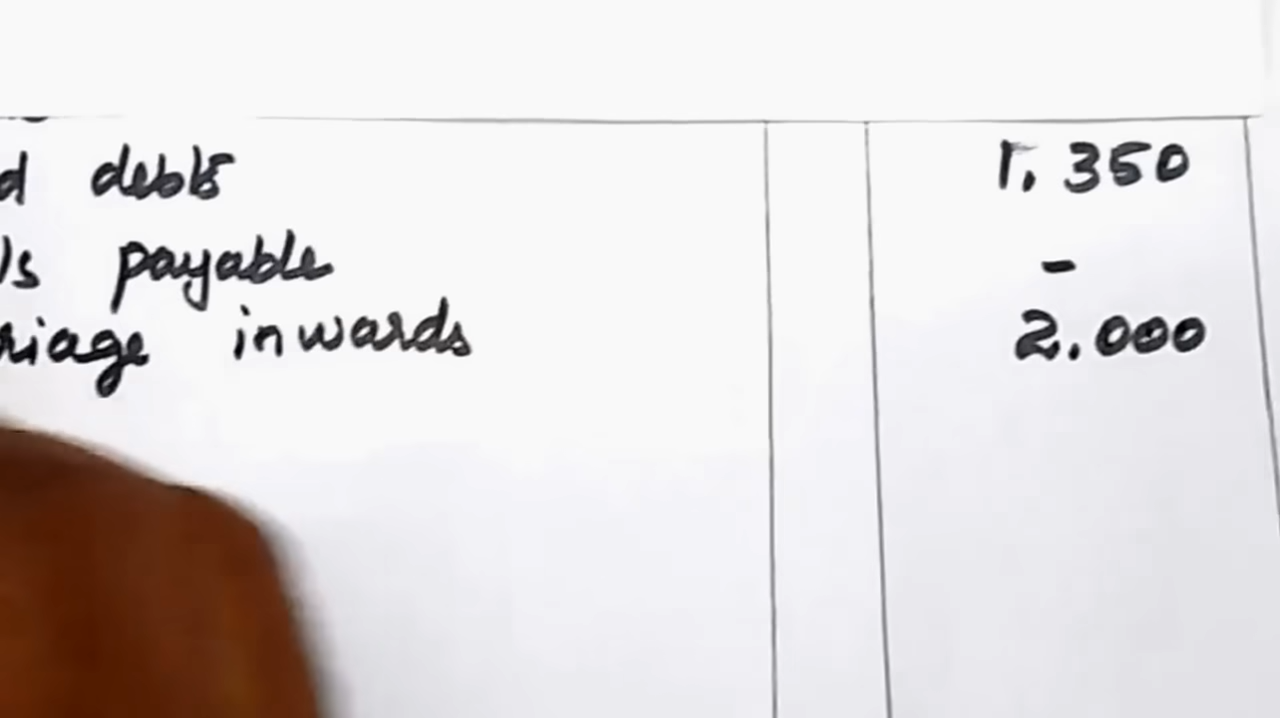 d debts 1. 350
ls payable -
riage inwards 2.000